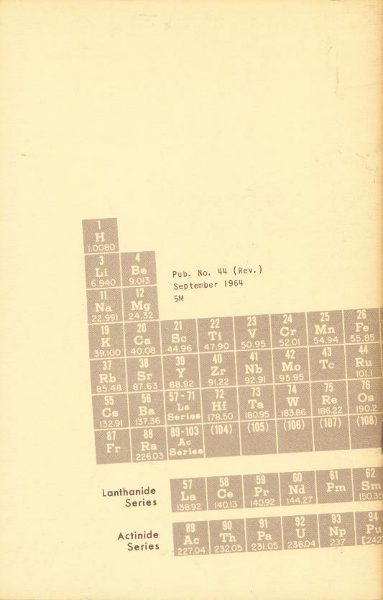 1
H
1.0080
3 4
Li Be
6.940 9.013
Pub. No. 44 (Rev.)
September 1964
5M
11 12
Na Mg
22.991 24.32
19 20 21 22 23 24 25 26
K Ca Sc Ti V Cr Mn Fe
39.100 40.08 44.96 47.90 50.95 52.01 54.94 55.85
37 38 39 40 41 42 43 44
Rb Sr Y Zr Nb Mo Tc Ru
85.48 87.63 88.92 91.22 92.91 95.95 101.1
55 56 57-71 72 73 74 75 76
Cs Ba La Series Hf Ta W Re Os
132.91 137.36 178.50 180.95 183.86 186.22 190.2
87 88 89-103 (104) (105) (106) (107) (108)
Fr Ra Ac Series
226.03
57 58 59 60 61 62
Lanthanide Series La Ce Pr Nd Pm Sm
138.92 140.13 140.92 144.27 150.35
89 90 91 92 93 94
Actinide Series Ac Th Pa U Np Pu
227.04 232.05 231.05 238.04 237 [242